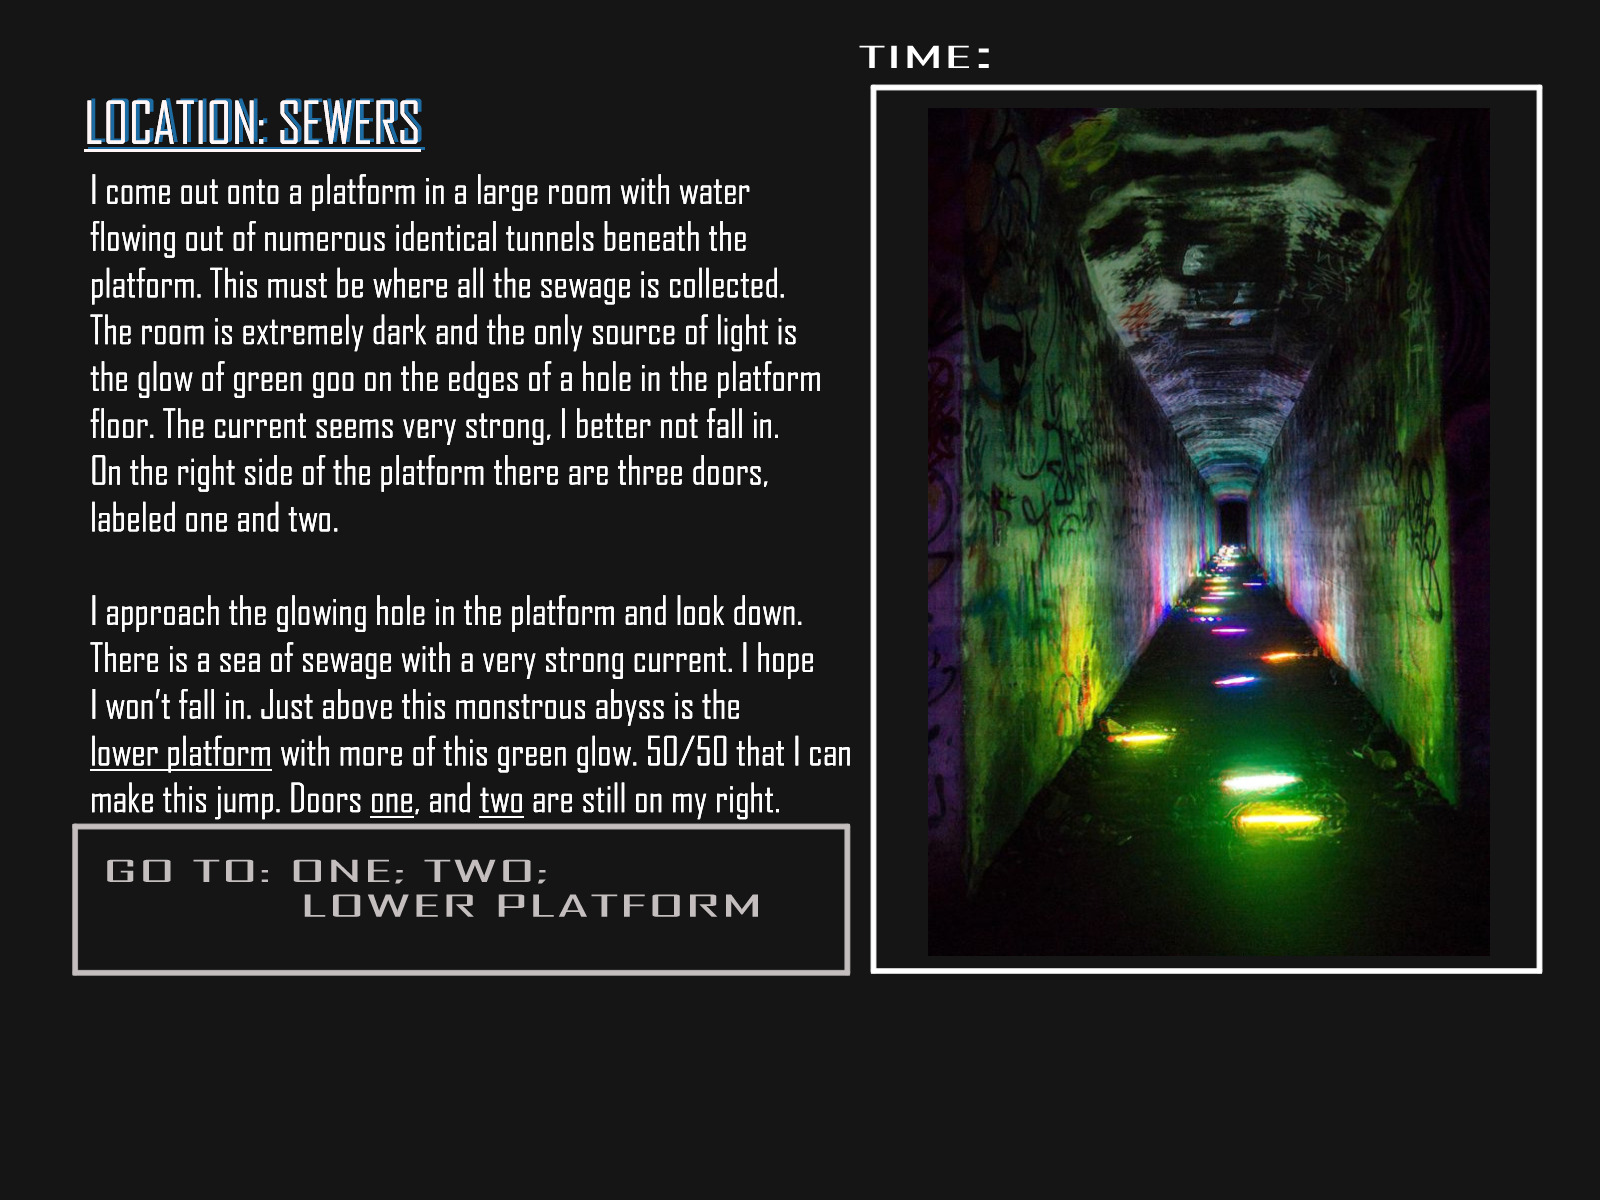 TIME:
LOCATION: SEWERS
I come out onto a platform in a large room with water
flowing out of numerous identical tunnels beneath the
platform. This must be where all the sewage is collected.
The room is extremely dark and the only source of light is
the glow of green goo on the edges of a hole in the platform
floor. The current seems very strong, I better not fall in.
On the right side of the platform there are three doors,
labeled one and two.
I approach the glowing hole in the platform and look down.
There is a sea of sewage with a very strong current. I hope
I won't fall in. Just above this monstrous abyss is the
lower platform with more of this green glow. 50/50 that I can
make this jump. Doors one, and two are still on my right.
GO TO: ONE; TWO;
LOWER PLATFORM